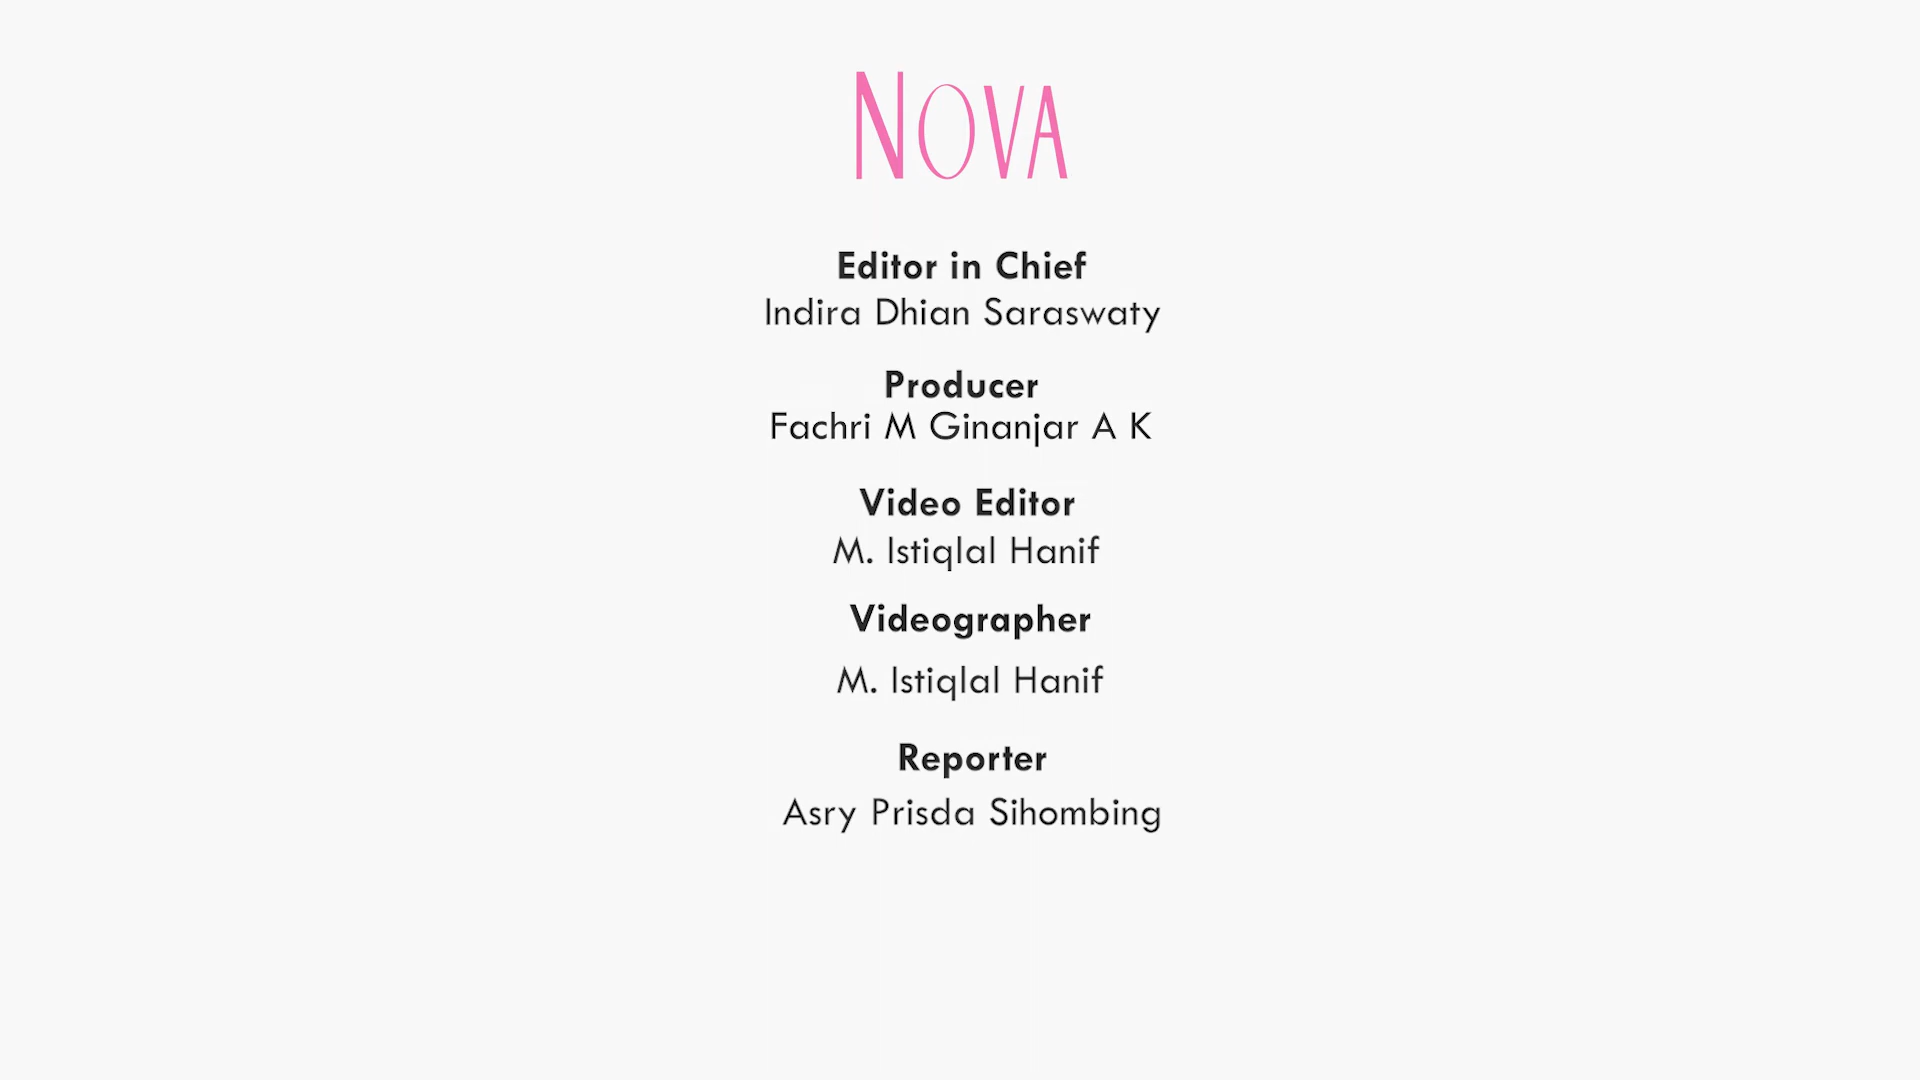 NOVA
Editor in Chief
Indira Dhian Saraswaty
Producer
Fachri M Ginanjar A K
Video Editor
M. Istiqlal Hanif
Videographer
M. Istiqlal Hanif
Reporter
Asry Prisda Sihombing